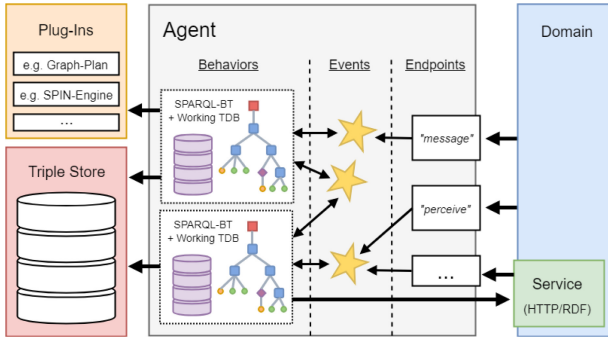 Plug-Ins
e.g. Graph-Plan
e.g. SPIN-Engine
...
Triple Store
Agent
Behaviors
Events
Endpoints
SPARQL-BT
+ Working TDB
SPARQL-BT
+ Working TDB
"message"
"perceive"
...
Domain
Service
(HTTP/RDF)